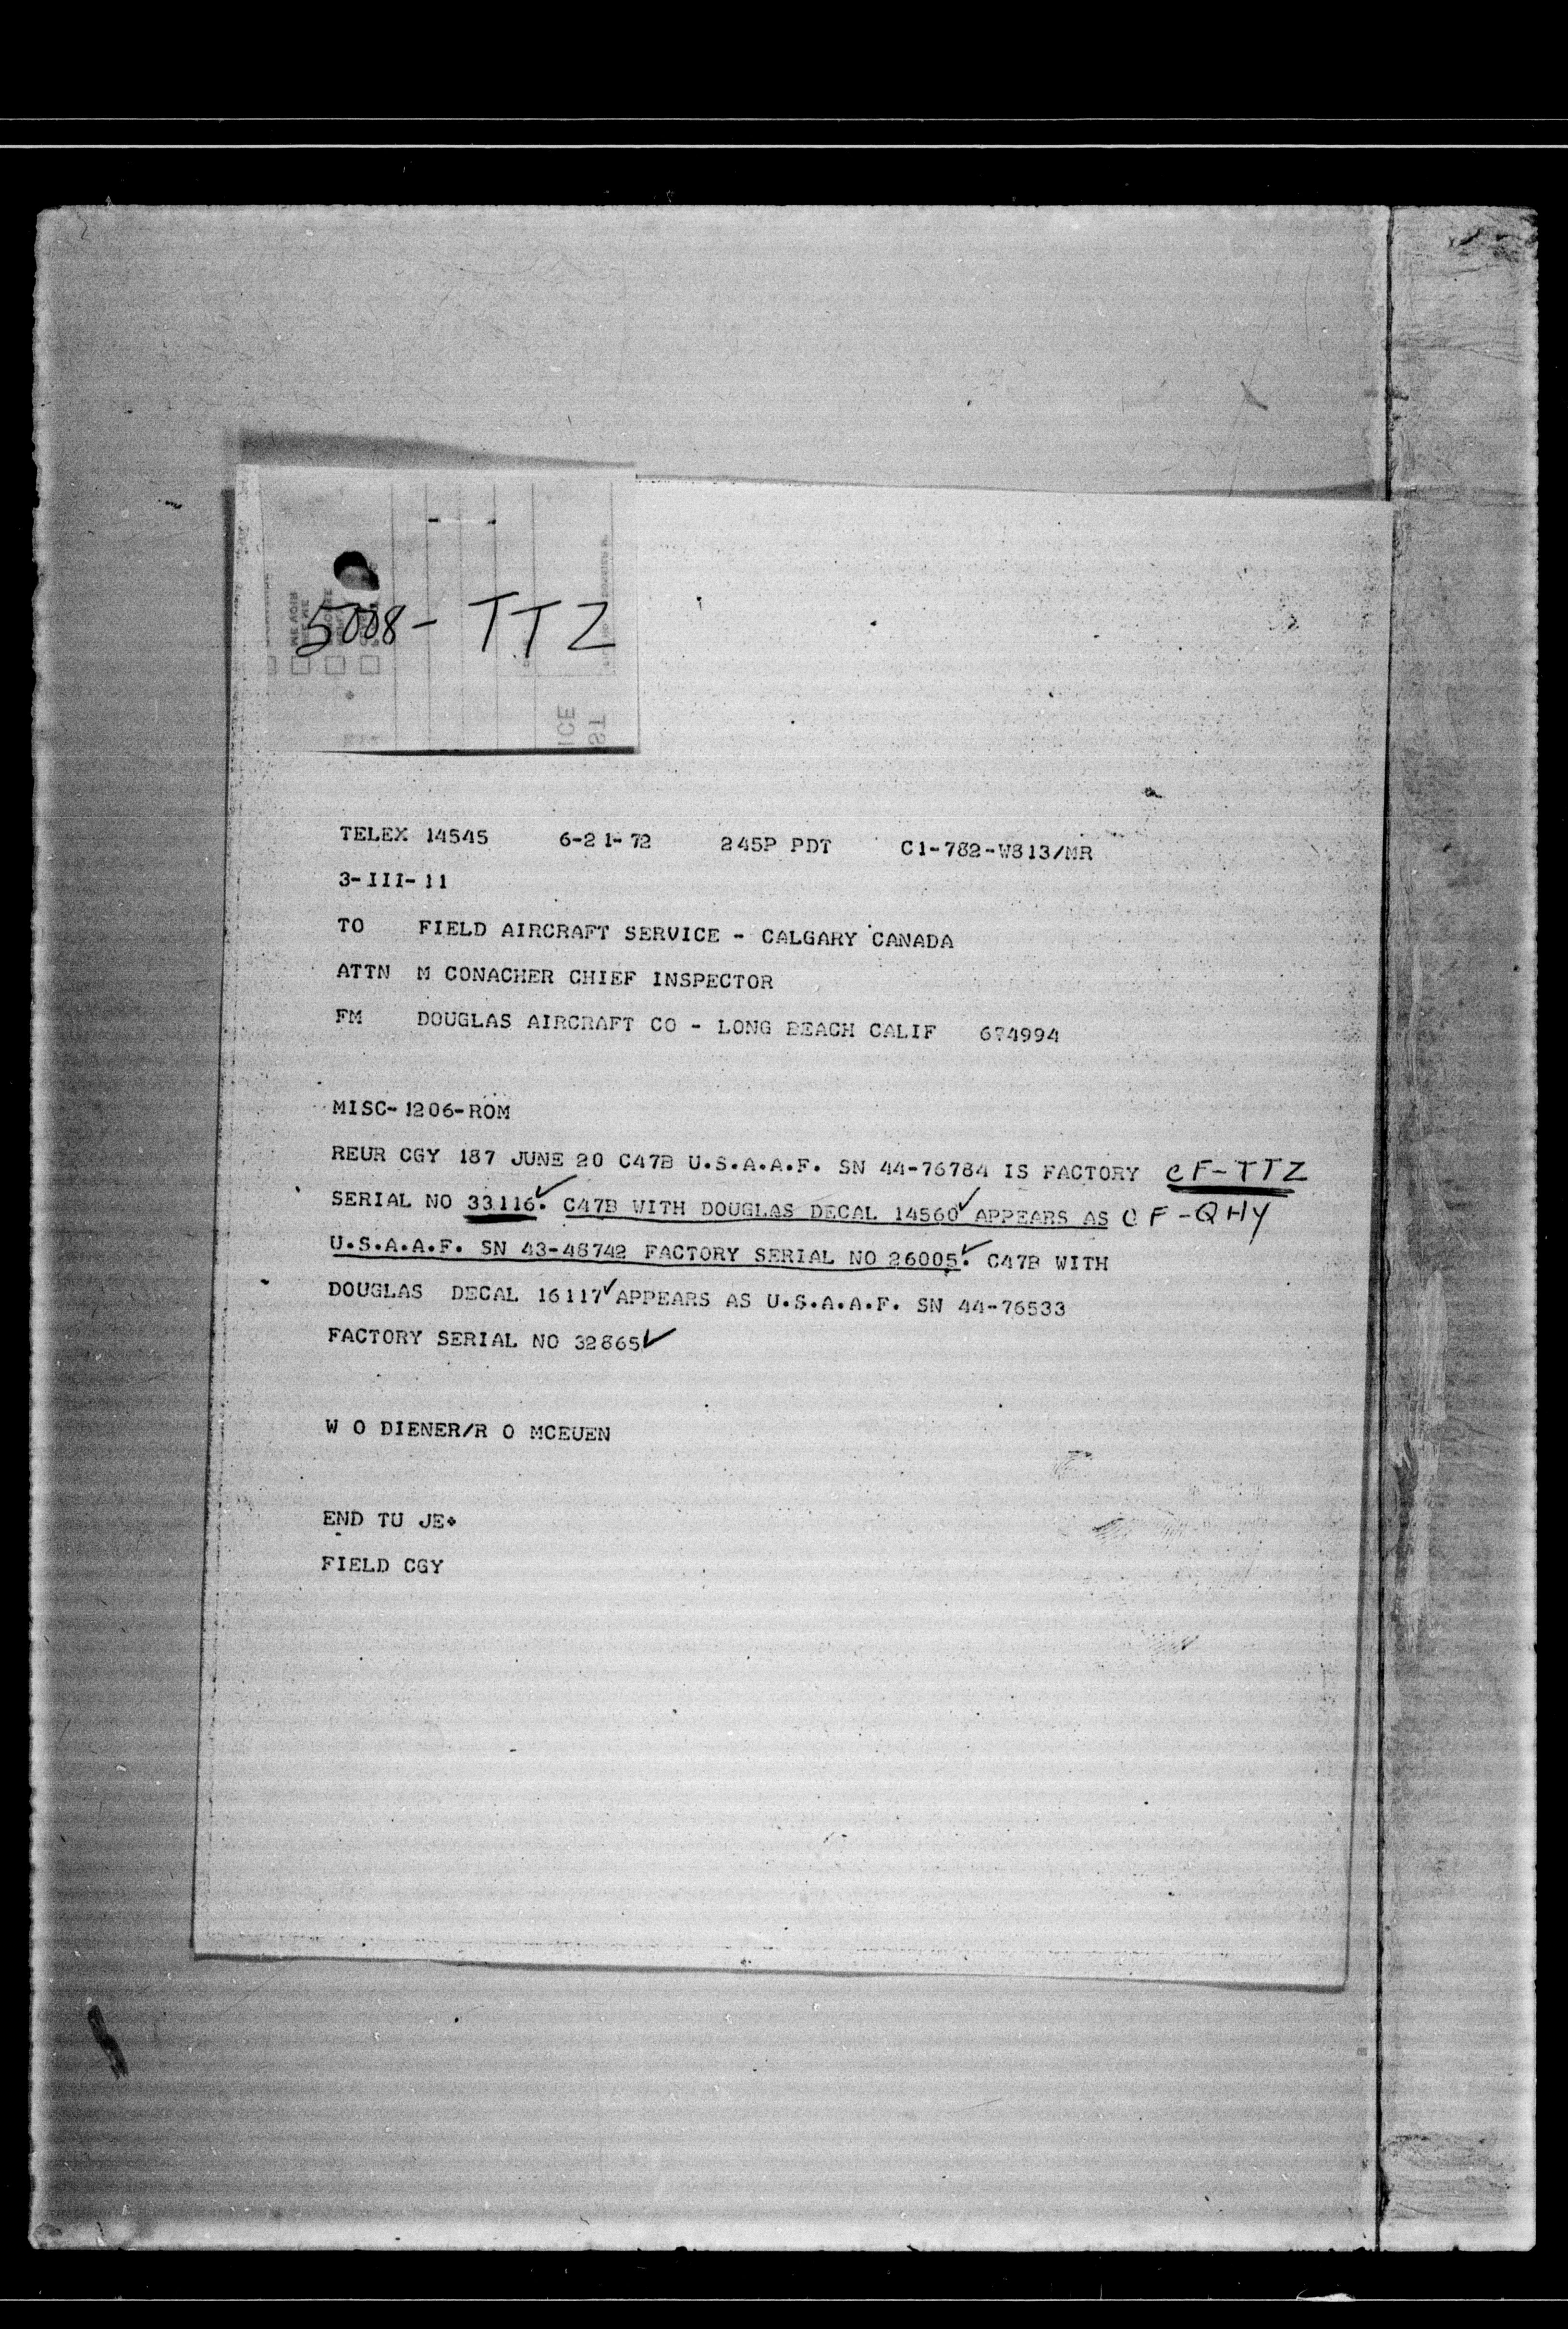 5008-TTZ
ICE
ST
TELEX 14545 6-21-72 245P PDT C1-782-W813/MR
3-III-11
TO FIELD AIRCRAFT SERVICE - CALGARY CANADA
ATTN M CONACHER CHIEF INSPECTOR
FM DOUGLAS AIRCRAFT CO - LONG BEACH CALIF
MISC-1206-ROM
REUR CGY 187 JUNE 20 C47B U.S.A.A.F. SN 44-76784 IS FACTORY CF-TTZ
SERIAL NO 33116. C47B WITH DOUGLAS DECAL 14560 APPEARS AS CF-QHY
U.S.A.A.F. SN 43-48742 FACTORY SERIAL NO 26005. C47B WITH
DOUGLAS DECAL 16117 APPEARS AS U.S.A.A.F. SN 44-76533
FACTORY SERIAL NO 32865
W O DIENER/R O MCEUEN
END TU JE+
FIELD CGY